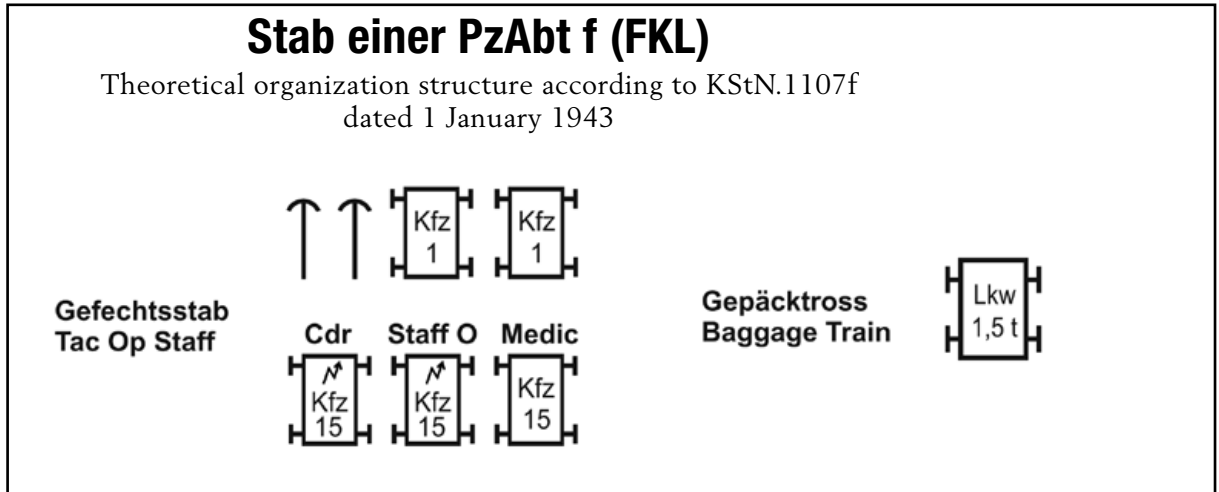 Stab einer PzAbt f (FKL)
Theoretical organization structure according to KStN.1107f
dated 1 January 1943
Kfz
1
Kfz
1
Gefechtsstab
Tac Op Staff
Cdr
Staff O
Medic
Kfz
15
Kfz
15
Kfz
15
Gepäcktross
Baggage Train
Lkw
1,5 t